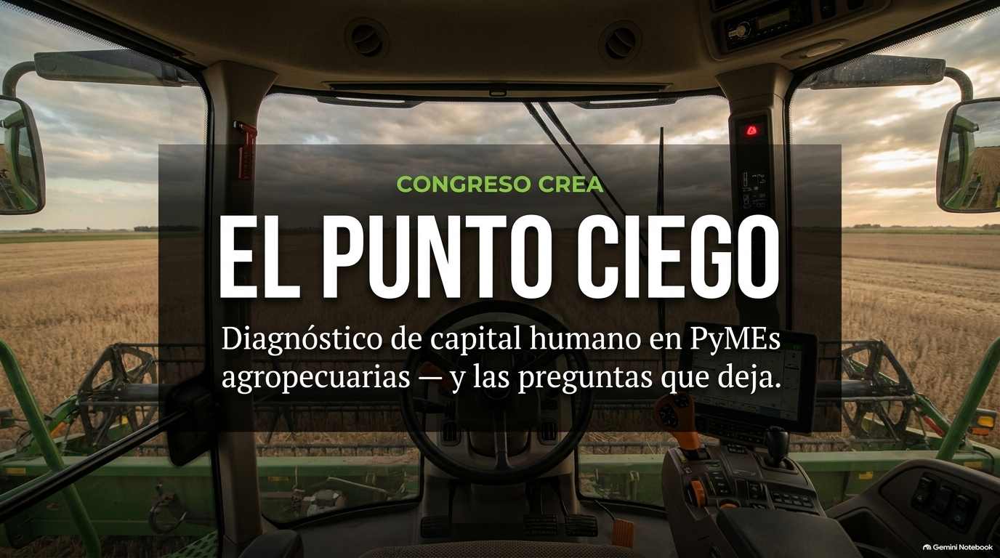 CONGRESO CREA
EL PUNTO CIEGO
Diagnóstico de capital humano en PyMEs
agropecuarias — y las preguntas que deja.
Gemini Notebook